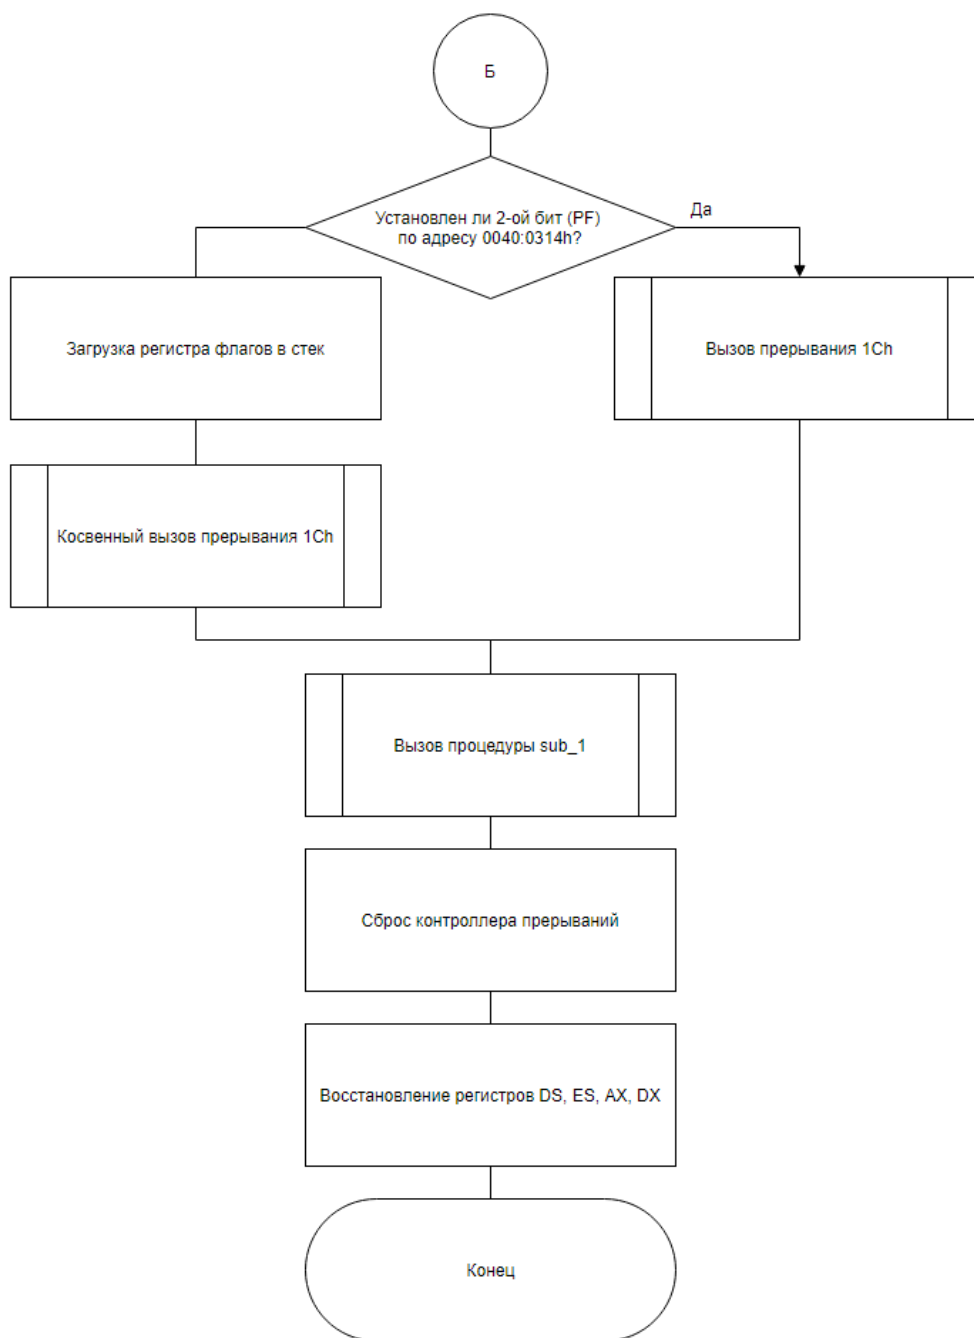 Б
Установлен ли 2-ой бит (PF)
по адресу 0040:0314h?
Да
Загрузка регистра флагов в стек
Вызов прерывания 1Ch
Косвенный вызов прерывания 1Ch
Вызов процедуры sub_1
Сброс контроллера прерываний
Восстановление регистров DS, ES, AX, DX
Конец